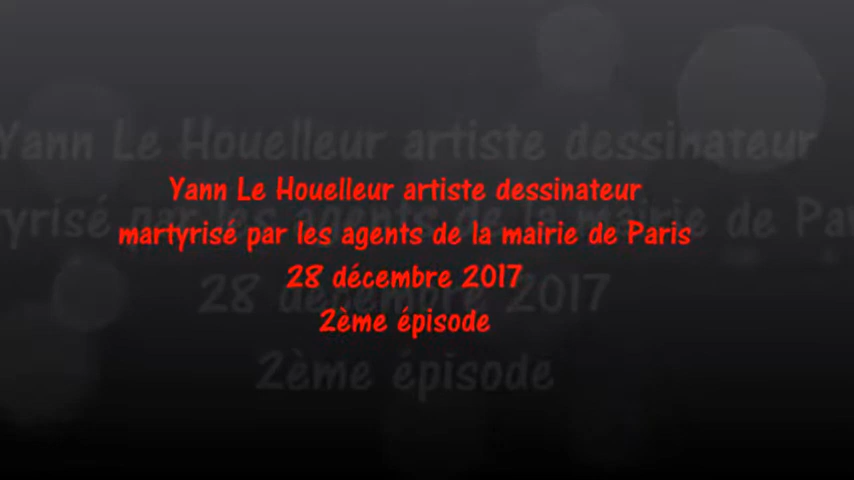 Yann Le Houelleur artiste dessinateur
martyrisé par les agents de la mairie de Paris
28 décembre 2017
2ème épisode